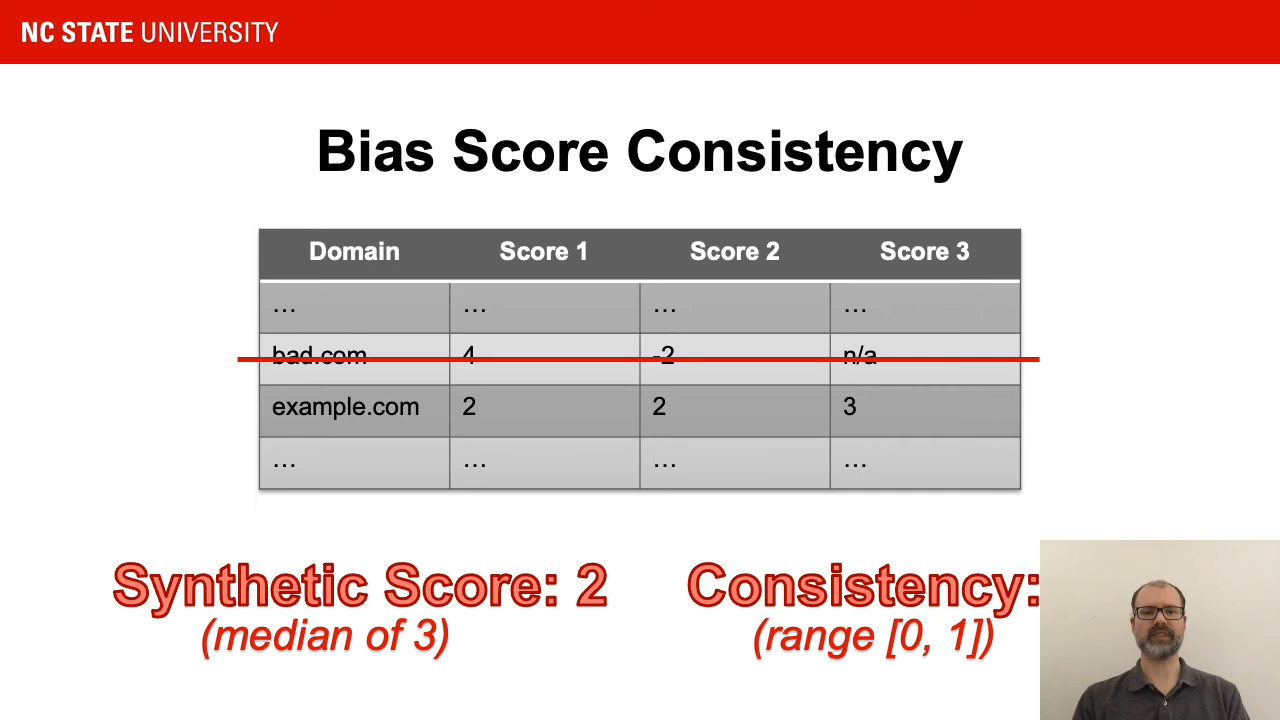 NC STATE UNIVERSITY
Bias Score Consistency
Domain Score 1 Score 2 Score 3
... ... ... ...
bad.com 4 -2 n/a
example.com 2 2 3
... ... ... ...
Synthetic Score: 2 Consistency:
(median of 3) (range [0, 1])